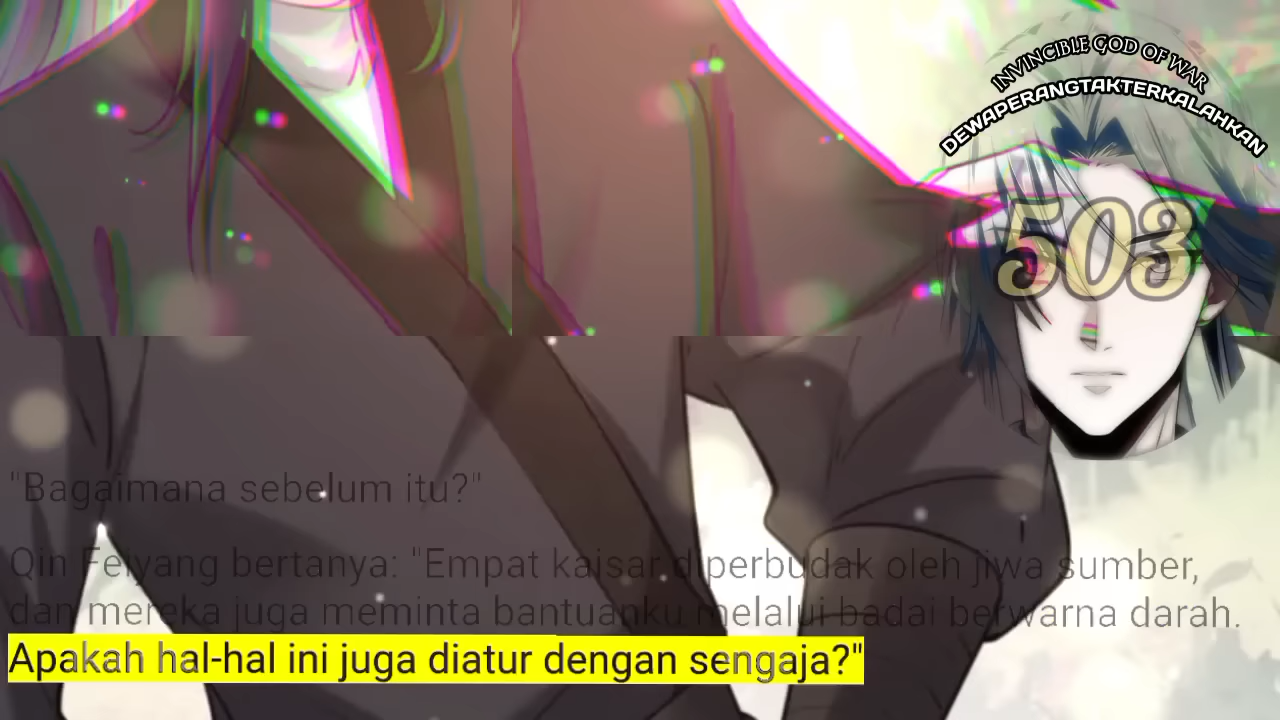 INVINCIBLE GOD OF WAR
DEWAPERANGTAKTERKALAHKAN
503
"Bagaimana sebelum itu?"
Qin Feiyang bertanya: "Empat kaisar diperbudak oleh jiwa sumber,
dan mereka juga meminta bantuanku melalui badai berwarna darah.
Apakah hal-hal ini juga diatur dengan sengaja?"